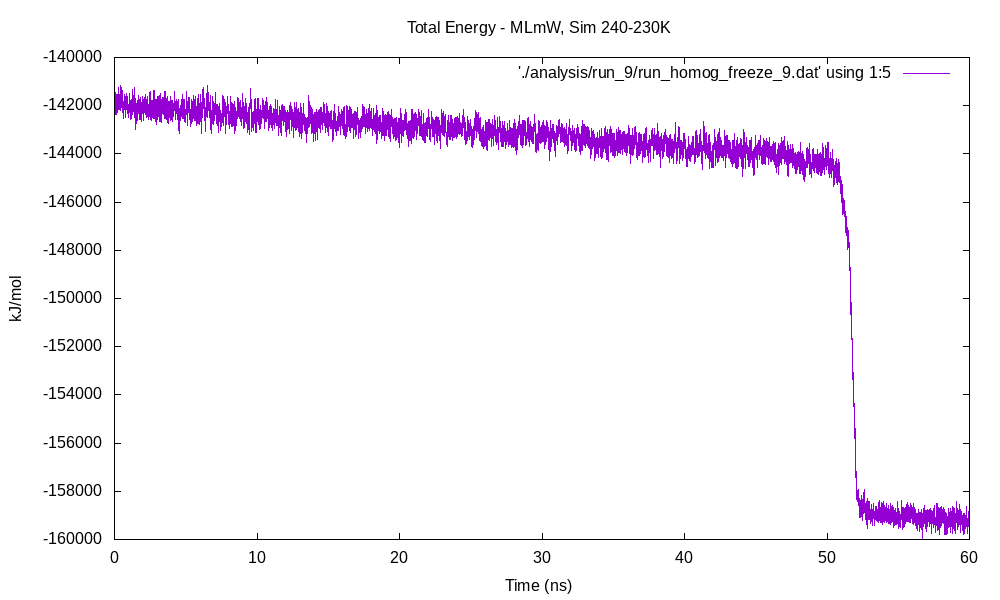 Total Energy - MLmW, Sim 240-230K
'./analysis/run_9/run_homog_freeze_9.dat' using 1:5
kJ/mol
-140000
-142000
-144000
-146000
-148000
-150000
-152000
-154000
-156000
-158000
-160000
0 10 20 30 40 50 60
Time (ns)